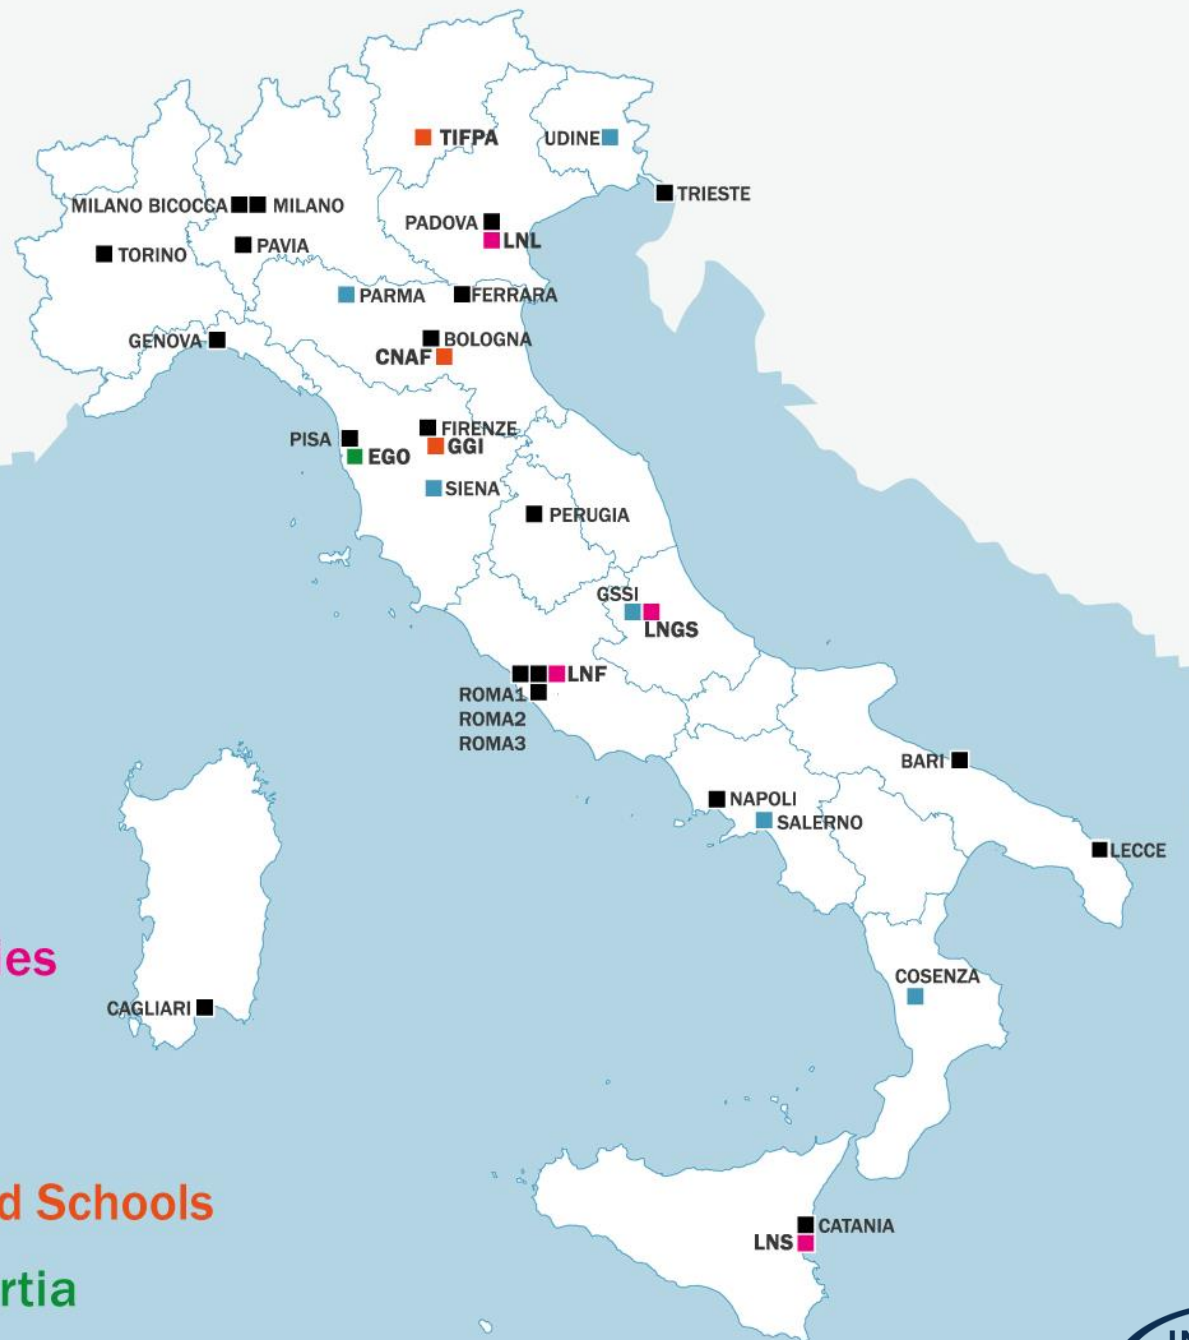 TIFPA
UDINE
TRIESTE
MILANO BICOCCA
MILANO
PADOVA
LNL
TORINO
PAVIA
PARMA
FERRARA
GENOVA
BOLOGNA
CNAF
FIRENZE
GGI
PISA
EGO
SIENA
PERUGIA
GSSI
LNGS
LNF
ROMA1
ROMA2
ROMA3
BARI
NAPOLI
SALERNO
LECCE
ies
COSENZA
CAGLIARI
d Schools
CATANIA
LNS
rtia